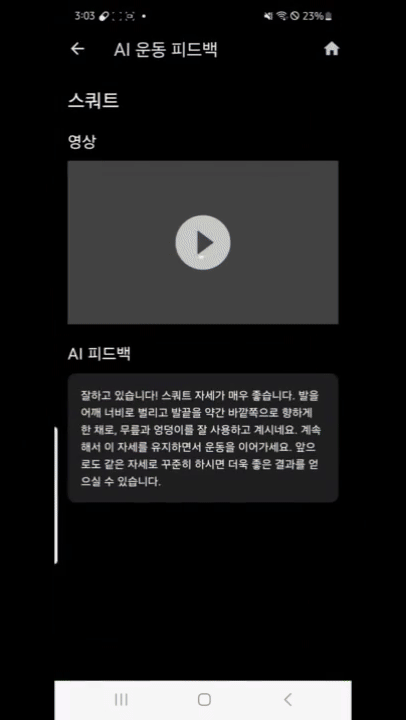 3:03
23%
AI 운동 피드백
스쿼트
영상
AI 피드백
잘하고 있습니다! 스쿼트 자세가 매우 좋습니다. 발을
어깨 너비로 벌리고 발끝을 약간 바깥쪽으로 향하게
한 채로, 무릎과 엉덩이를 잘 사용하고 계시네요. 계속
해서 이 자세를 유지하면서 운동을 이어가세요. 앞으
로도 같은 자세로 꾸준히 하시면 더욱 좋은 결과를 얻
으실 수 있습니다.